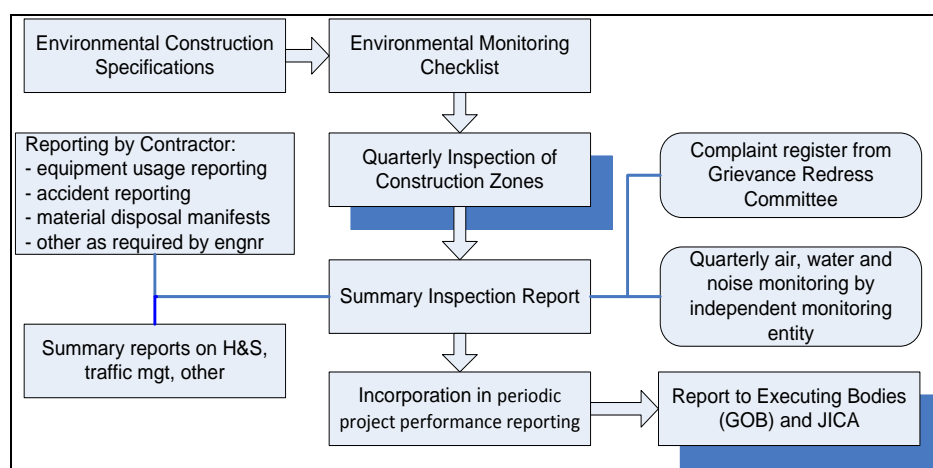 Environmental Construction
Specifications
Environmental Monitoring
Checklist
Reporting by Contractor:
- equipment usage reporting
- accident reporting
- material disposal manifests
- other as required by engnr
Quarterly Inspection of
Construction Zones
Complaint register from
Grievance Redress
Committee
Summary Inspection Report
Quarterly air, water and
noise monitoring by
independent monitoring
entity
Summary reports on H&S,
traffic mgt, other
Incorporation in periodic
project performance reporting
Report to Executing Bodies
(GOB) and JICA